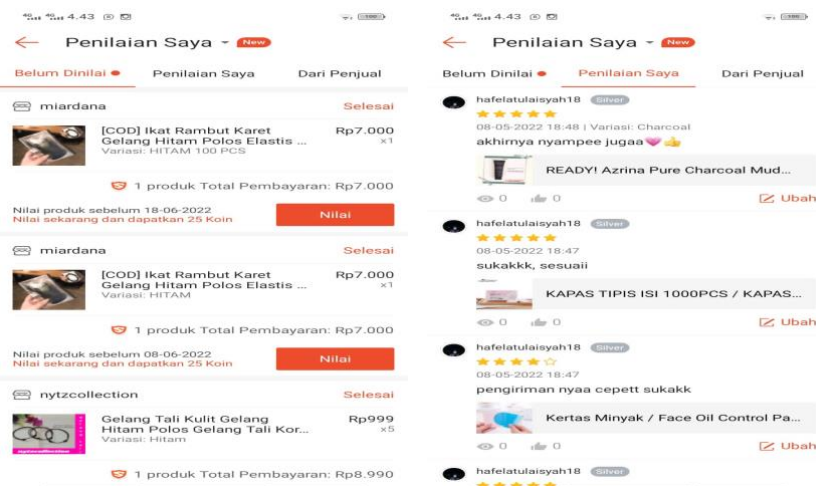 4G 4G 4.43
100
Penilaian Saya New
Belum Dinilai Penilaian Saya Dari Penjual
miardana Selesai
[COD] Ikat Rambut Karet Rp7.000
Gelang Hitam Polos Elastis ... x1
Variasi: HITAM 100 PCS
1 produk Total Pembayaran: Rp7.000
Nilai produk sebelum 18-06-2022
Nilai sekarang dan dapatkan 25 Koin
Nilai
miardana Selesai
[COD] Ikat Rambut Karet Rp7.000
Gelang Hitam Polos Elastis ... x1
Variasi: HITAM
1 produk Total Pembayaran: Rp7.000
Nilai produk sebelum 08-06-2022
Nilai sekarang dan dapatkan 25 Koin
Nilai
nytzcollection Selesai
Gelang Tali Kulit Gelang Rp999
Hitam Polos Gelang Tali Kor... x5
Variasi: Hitam
nytzcollection
1 produk Total Pembayaran: Rp8.990
4G 4G 4.43
100
Penilaian Saya New
Belum Dinilai Penilaian Saya Dari Penjual
hafelatulaisyah18 Silver
08-05-2022 18:48 | Variasi: Charcoal
akhirnya nyampee jugaa💗👍
READY! Azrina Pure Charcoal Mud...
0 0 Ubah
hafelatulaisyah18 Silver
08-05-2022 18:47
sukakkk, sesuaii
KAPAS TIPIS ISI 1000PCS / KAPAS...
0 0 Ubah
hafelatulaisyah18 Silver
08-05-2022 18:47
pengiriman nyaa cepett sukakk
Kertas Minyak / Face Oil Control Pa...
0 0 Ubah
hafelatulaisyah18 Silver